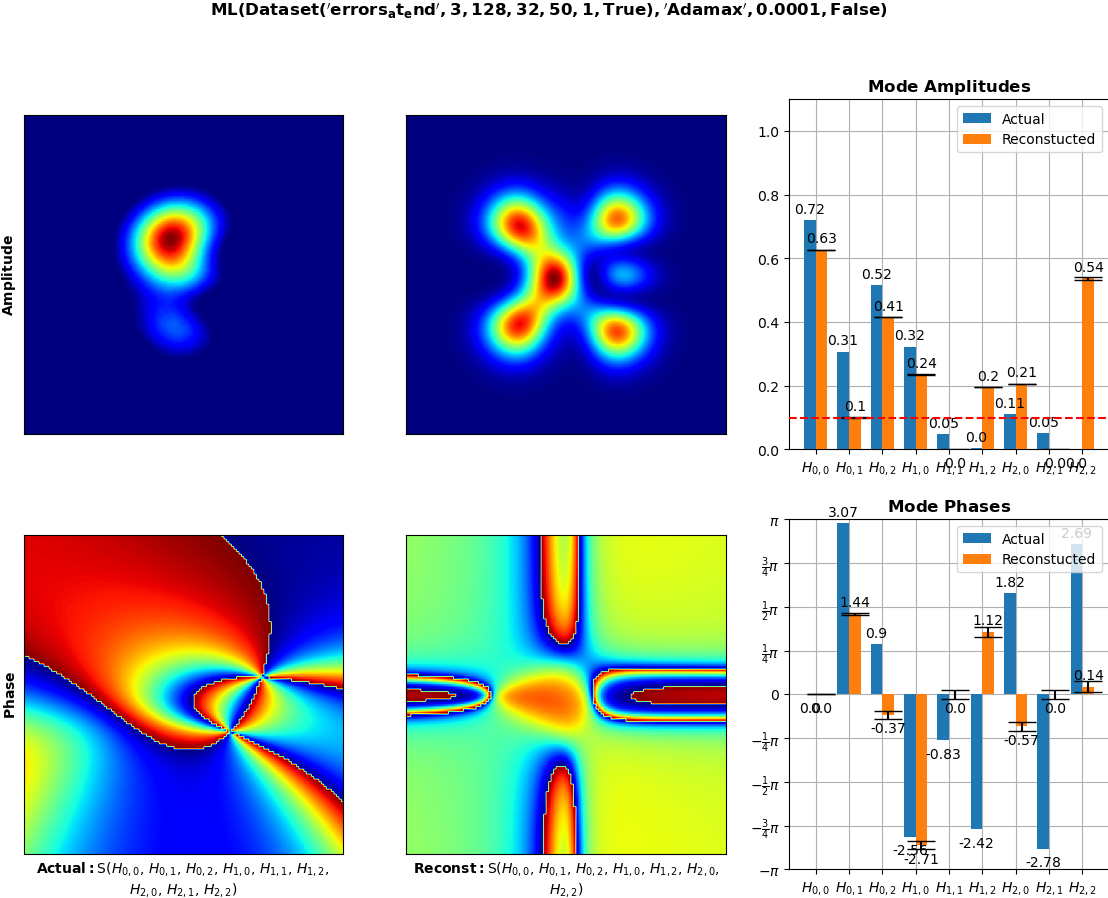 ML(Dataset('errors_at_end', 3, 128, 32, 50, 1, True), 'Adamax', 0.0001, False)
Amplitude
Mode Amplitudes
Actual
Reconstucted
1.0
0.8
0.6
0.4
0.2
0.0
0.72
0.63
0.31
0.1
0.52
0.41
0.32
0.24
0.05
0.0
0.0
0.2
0.11
0.21
0.05
0.0
0.0
0.54
H0,0 H0,1 H0,2 H1,0 H1,1 H1,2 H2,0 H2,1 H2,2
Phase
Actual: S(H0,0, H0,1, H0,2, H1,0, H1,1, H1,2,
H2,0, H2,1, H2,2)
Reconst: S(H0,0, H0,1, H0,2, H1,0, H1,2, H2,0,
H2,2)
Mode Phases
Actual
Reconstucted
π
3/4π
1/2π
1/4π
0
−1/4π
−1/2π
−3/4π
−π
0.0
3.07
1.44
0.9
-0.37
-2.56
-2.71
-0.83
0.0
-2.42
1.12
1.82
-0.57
-2.78
0.0
2.69
0.14
H0,0 H0,1 H0,2 H1,0 H1,1 H1,2 H2,0 H2,1 H2,2